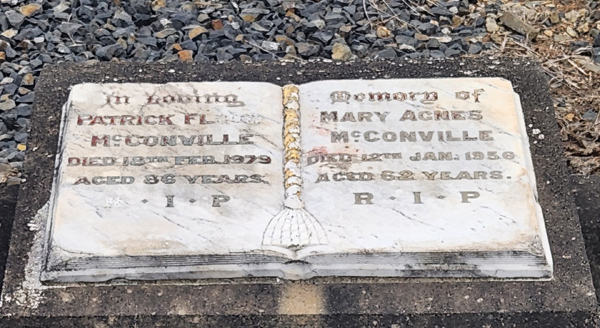 In Loving
PATRICK
McCONVILLE
DIED 18TH FEB. 1979
AGED 86 YEARS.
· I · P
Memory of
MARY AGNES
McCONVILLE
DIED 12TH JAN. 1956
AGED 62 YEARS.
R · I · P